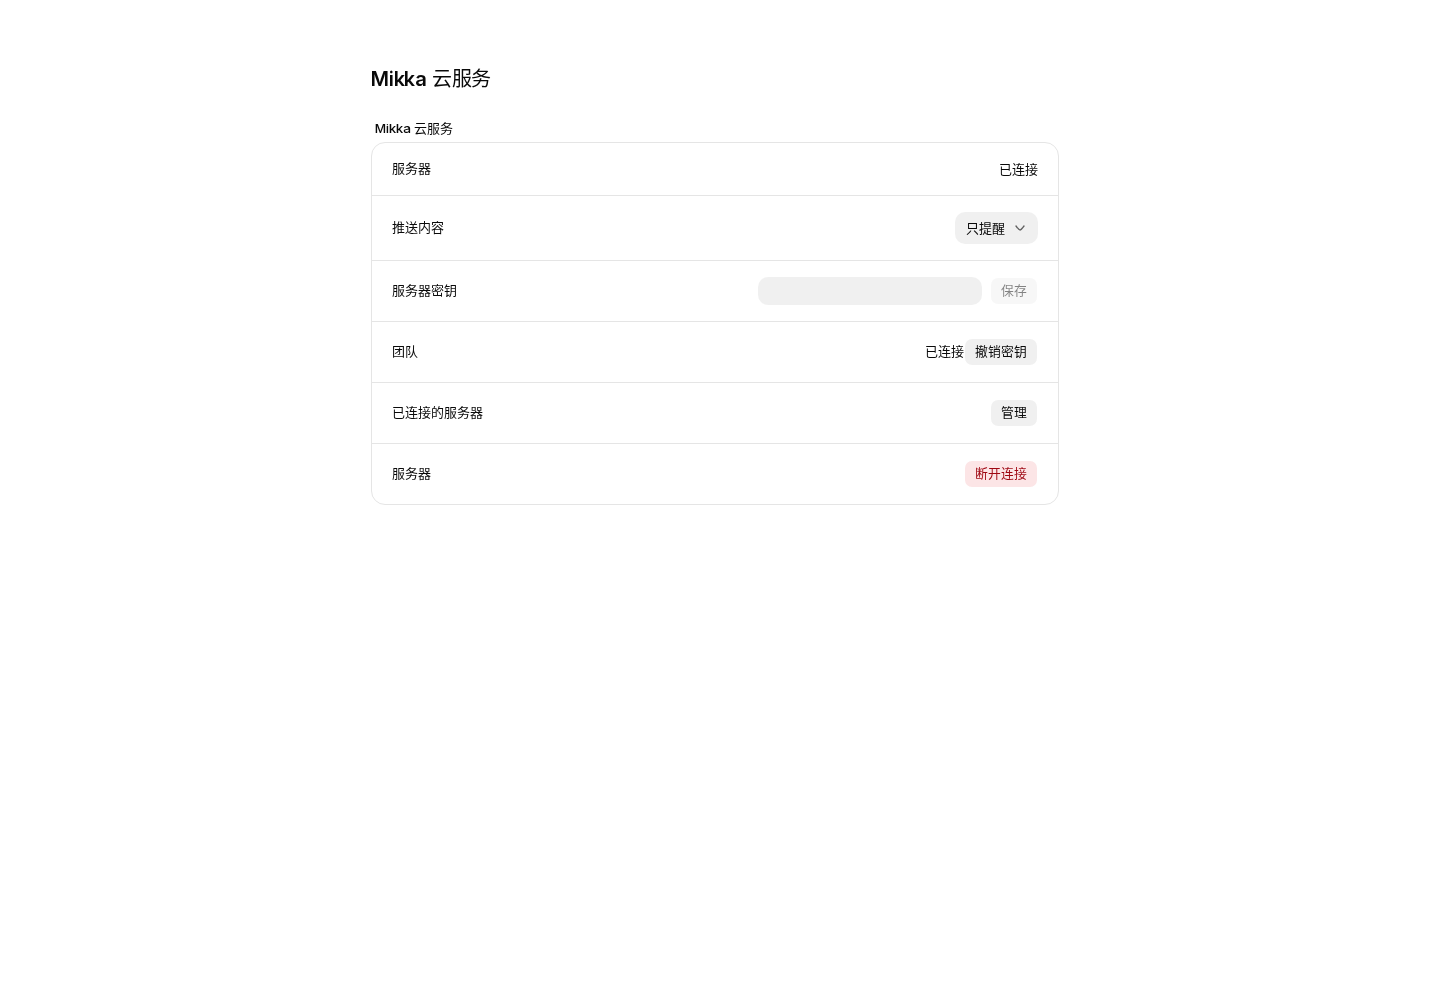 Mikka 云服务
Mikka 云服务
服务器 已连接
推送内容 只提醒
服务器密钥 保存
团队 已连接 撤销密钥
已连接的服务器 管理
服务器 断开连接